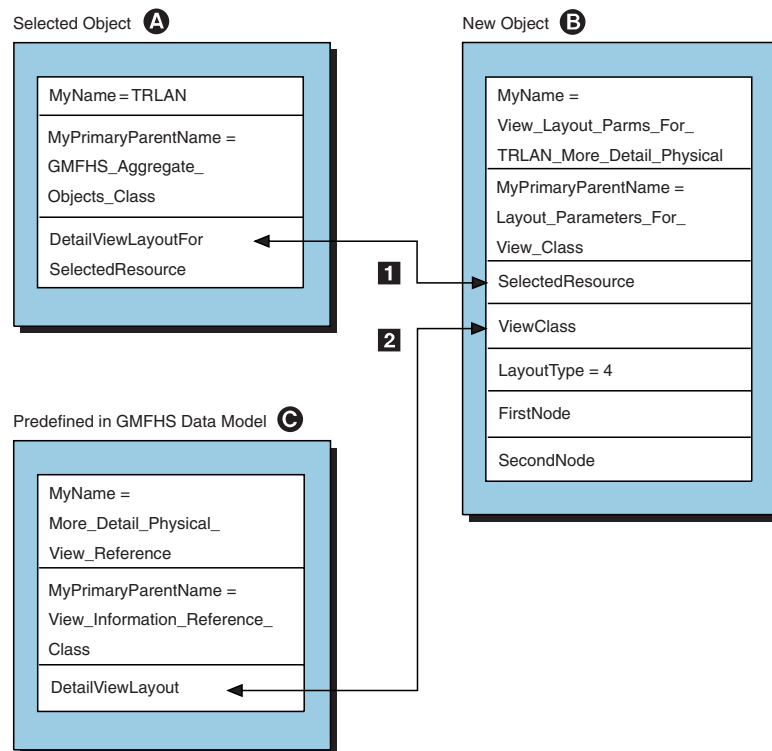 Selected Object A
MyName = TRLAN
MyPrimaryParentName =
GMFHS_Aggregate_
Objects_Class
DetailViewLayoutFor
SelectedResource
New Object B
MyName =
View_Layout_Parms_For_
TRLAN_More_Detail_Physical
MyPrimaryParentName =
Layout_Parameters_For_
View_Class
SelectedResource
ViewClass
LayoutType = 4
FirstNode
SecondNode
1
2
Predefined in GMFHS Data Model C
MyName =
More_Detail_Physical_
View_Reference
MyPrimaryParentName =
View_Information_Reference_
Class
DetailViewLayout